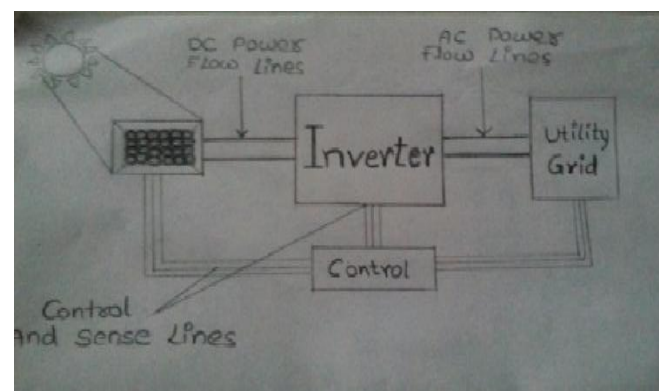 DC Power
Flow Lines
AC Power
Flow Lines
Inverter
Utility
Grid
Control
Control
and Sense Lines